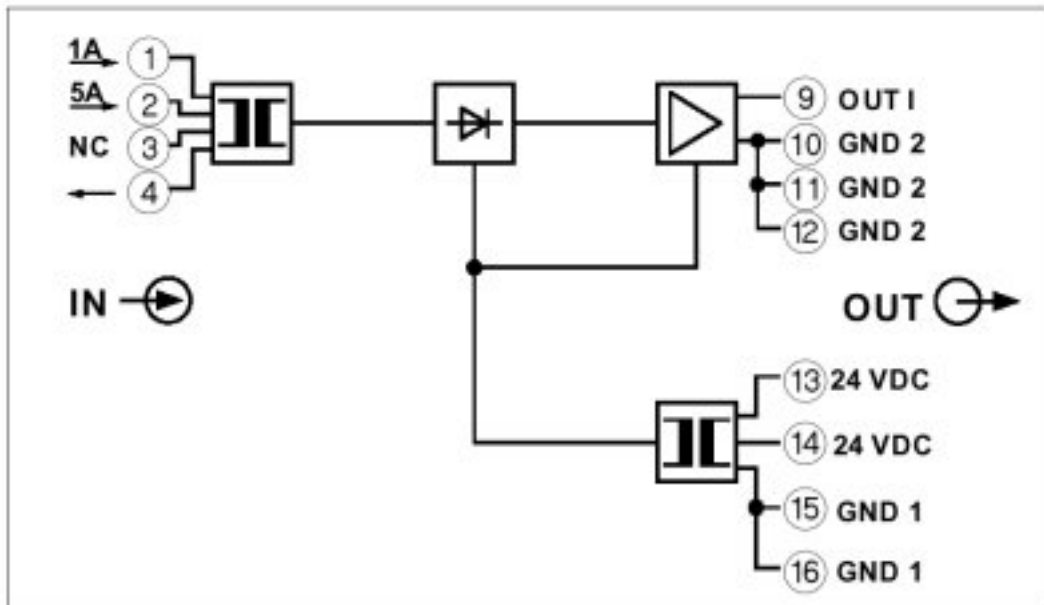 1A 1
5A 2
NC 3
4
9 OUT I
10 GND 2
11 GND 2
12 GND 2
IN
OUT
13 24 VDC
14 24 VDC
15 GND 1
16 GND 1